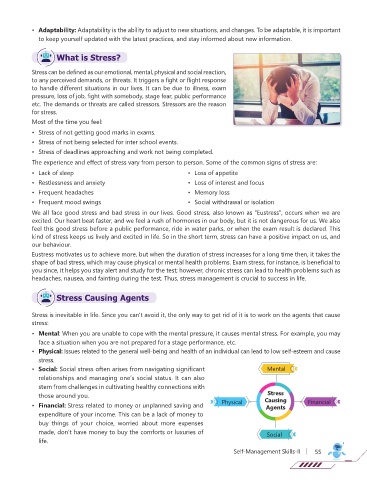 • Adaptability: Adaptability is the ability to adjust to new situations, and changes. To be adaptable, it is important
to keep yourself updated with the latest practices, and stay informed about new information.
What is Stress?
Stress can be defined as our emotional, mental, physical and social reaction,
to any perceived demands, or threats. It triggers a fight or flight response
to handle different situations in our lives. It can be due to illness, exam
pressure, loss of job, fight with somebody, stage fear, public performance
etc. The demands or threats are called stressors. Stressors are the reason
for stress.
Most of the time you feel:
• Stress of not getting good marks in exams.
• Stress of not being selected for inter school events.
• Stress of deadlines approaching and work not being completed.
The experience and effect of stress vary from person to person. Some of the common signs of stress are:
• Lack of sleep
• Loss of appetite
• Restlessness and anxiety
• Loss of interest and focus
• Frequent headaches
• Memory loss
• Frequent mood swings
• Social withdrawal or isolation
We all face good stress and bad stress in our lives. Good stress, also known as "Eustress", occurs when we are
excited. Our heart beat faster, and we feel a rush of hormones in our body, but it is not dangerous for us. We also
feel this good stress before a public performance, ride in water parks, or when the exam result is declared. This
kind of stress keeps us lively and excited in life. So in the short term, stress can have a positive impact on us, and
our behaviour.
Eustress motivates us to achieve more, but when the duration of stress increases for a long time then, it takes the
shape of bad stress, which may cause physical or mental health problems. Exam stress, for instance, is beneficial to
you since, it helps you stay alert and study for the test; however, chronic stress can lead to health problems such as
headaches, nausea, and fainting during the test. Thus, stress management is crucial to success in life.
Stress Causing Agents
Stress is inevitable in life. Since you can't avoid it, the only way to get rid of it is to work on the agents that cause
stress:
• Mental: When you are unable to cope with the mental pressure, it causes mental stress. For example, you may
face a situation when you are not prepared for a stage performance, etc.
• Physical: Issues related to the general well-being and health of an individual can lead to low self-esteem and cause
stress.
• Social: Social stress often arises from navigating significant
relationships and managing one's social status. It can also
stem from challenges in cultivating healthy connections with
those around you.
• Financial: Stress related to money or unplanned saving and
expenditure of your income. This can be a lack of money to
buy things of your choice, worried about more expenses
made, don't have money to buy the comforts or luxuries of
life.
Mental
Physical
Stress
Causing
Agents
Financial
Social
Self-Management Skills-II | 55